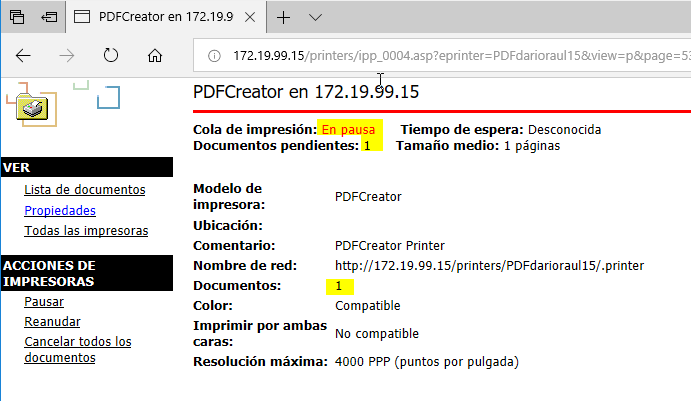 PDFCreator en 172.19.9
172.19.99.15/printers/ipp_0004.asp?eprinter=PDFdarioraul15&view=p&page=53
PDFCreator en 172.19.99.15
Cola de impresión: En pausa Tiempo de espera: Desconocida
Documentos pendientes: 1 Tamaño medio: 1 páginas
VER
Lista de documentos
Propiedades
Todas las impresoras
ACCIONES DE
IMPRESORAS
Pausar
Reanudar
Cancelar todos los
documentos
Modelo de
impresora: PDFCreator
Ubicación:
Comentario: PDFCreator Printer
Nombre de red: http://172.19.99.15/printers/PDFdarioraul15/.printer
Documentos: 1
Color: Compatible
Imprimir por ambas
caras: No compatible
Resolución máxima: 4000 PPP (puntos por pulgada)